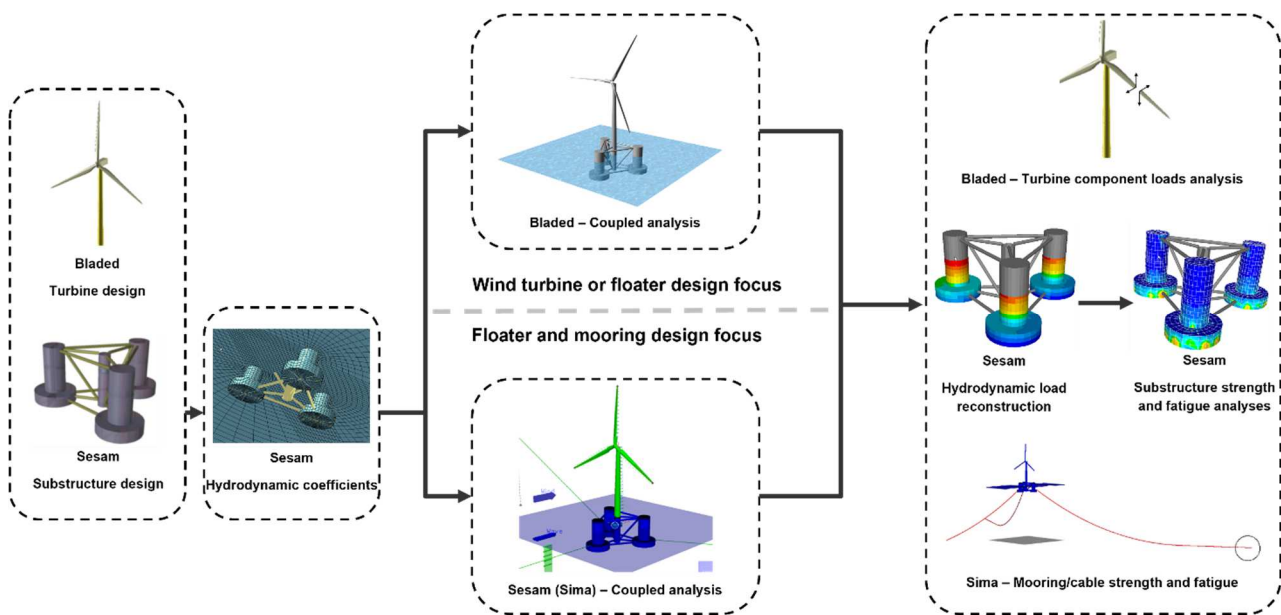 Bladed
Turbine design
Sesam
Substructure design
Sesam
Hydrodynamic coefficients
Bladed – Coupled analysis
Wind turbine or floater design focus
Floater and mooring design focus
Sesam (Sima) – Coupled analysis
Bladed – Turbine component loads analysis
Sesam
Hydrodynamic load
reconstruction
Sesam
Substructure strength
and fatigue analyses
Sima – Mooring/cable strength and fatigue